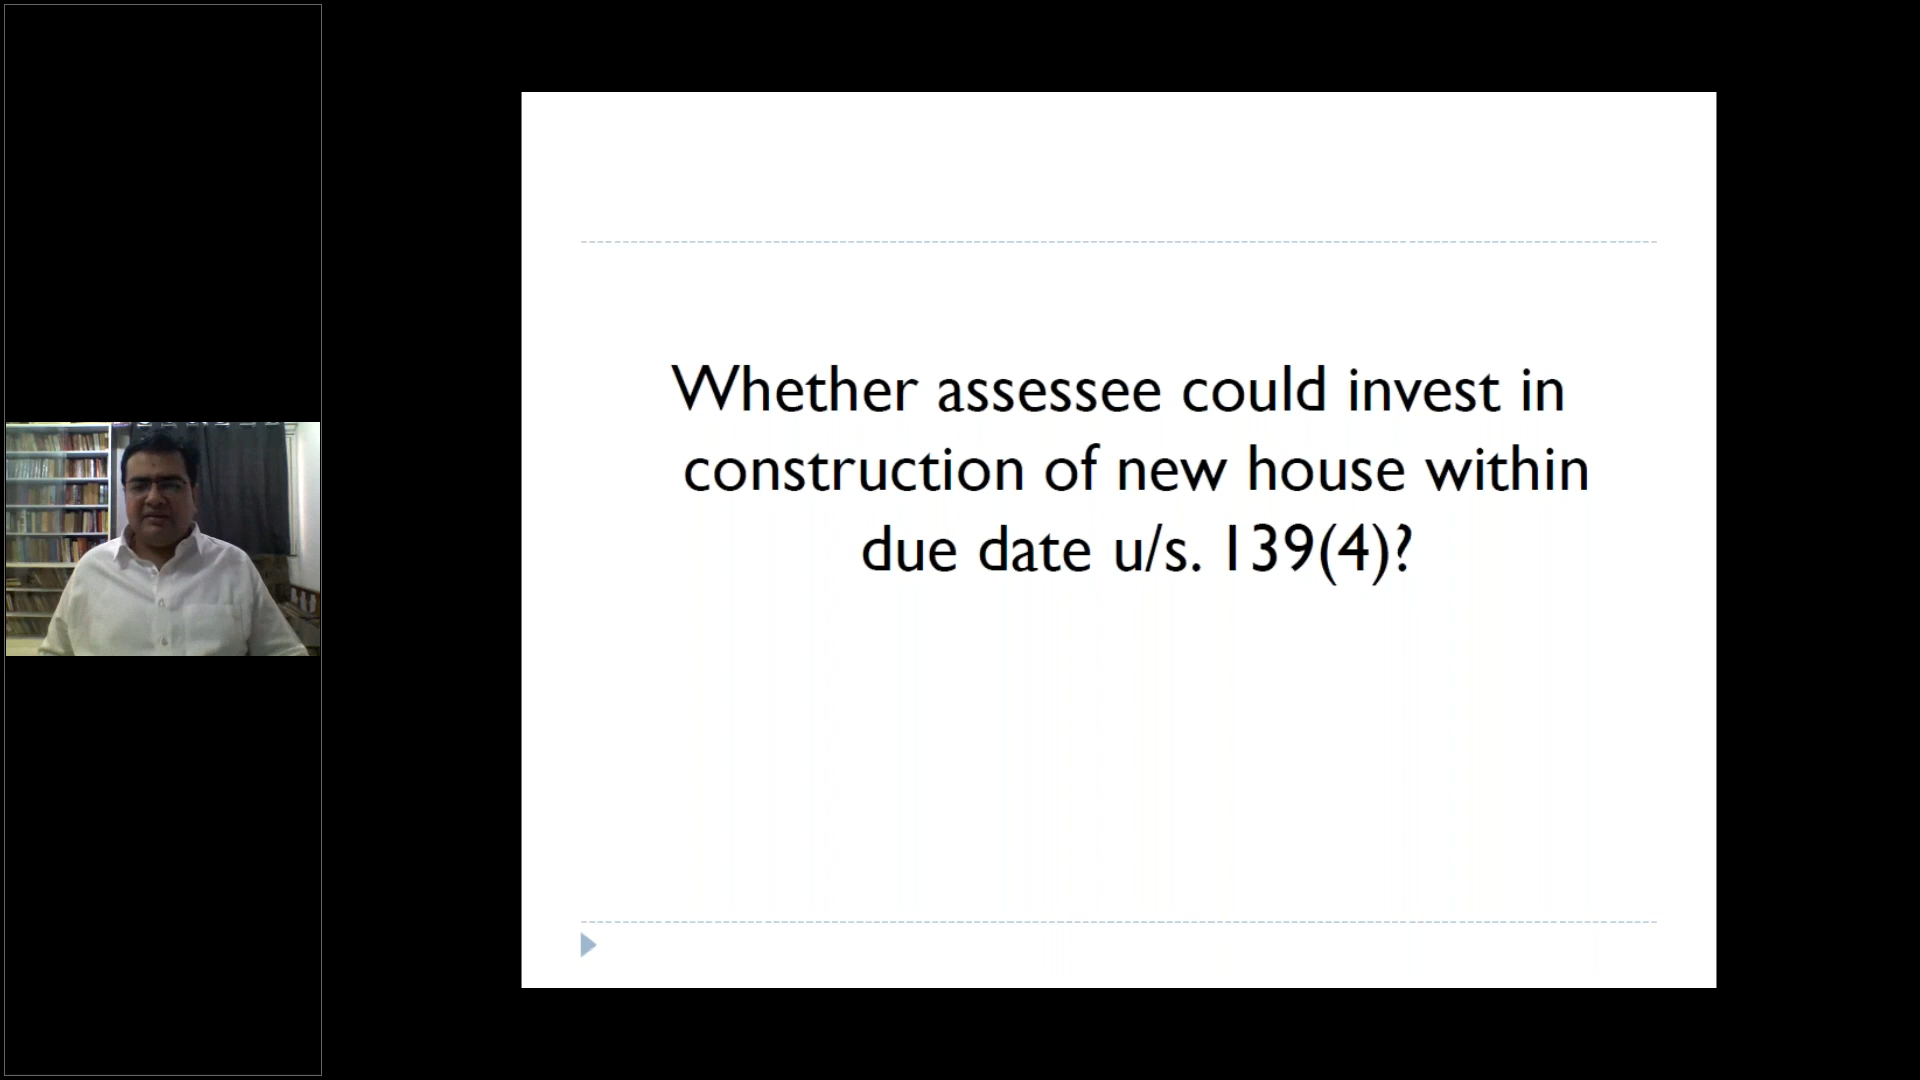 Whether assessee could invest in
construction of new house within
due date u/s. 139(4)?